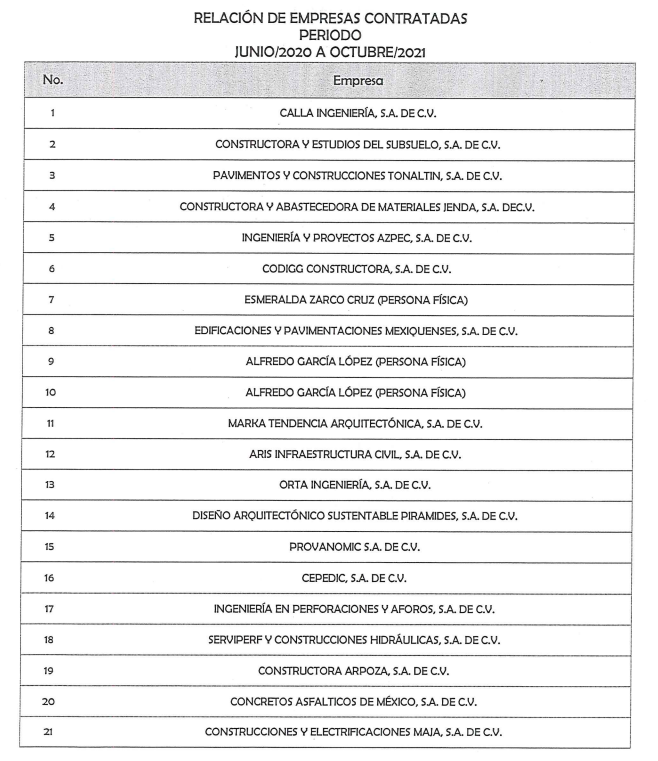 RELACIÓN DE EMPRESAS CONTRATADAS
PERIODO
JUNIO/2020 A OCTUBRE/2021
No. Empresa
1 CALLA INGENIERÍA, S.A. DE C.V.
2 CONSTRUCTORA Y ESTUDIOS DEL SUBSUELO, S.A. DE C.V.
3 PAVIMENTOS Y CONSTRUCCIONES TONALTIN, S.A. DE C.V.
4 CONSTRUCTORA Y ABASTECEDORA DE MATERIALES JENDA, S.A. DEC.V.
5 INGENIERÍA Y PROYECTOS AZPEC, S.A. DE C.V.
6 CODIGG CONSTRUCTORA, S.A. DE C.V.
7 ESMERALDA ZARCO CRUZ (PERSONA FÍSICA)
8 EDIFICACIONES Y PAVIMENTACIONES MEXIQUENSES, S.A. DE C.V.
9 ALFREDO GARCÍA LÓPEZ (PERSONA FÍSICA)
10 ALFREDO GARCÍA LÓPEZ (PERSONA FÍSICA)
11 MARKA TENDENCIA ARQUITECTÓNICA, S.A. DE C.V.
12 ARIS INFRAESTRUCTURA CIVIL, S.A. DE C.V.
13 ORTA INGENIERÍA, S.A. DE C.V.
14 DISEÑO ARQUITECTÓNICO SUSTENTABLE PIRAMIDES, S.A. DE C.V.
15 PROVANOMIC S.A. DE C.V.
16 CEPEDIC, S.A. DE C.V.
17 INGENIERÍA EN PERFORACIONES Y AFOROS, S.A. DE C.V.
18 SERVIPERF Y CONSTRUCCIONES HIDRÁULICAS, S.A. DE C.V.
19 CONSTRUCTORA ARPOZA, S.A. DE C.V.
20 CONCRETOS ASFALTICOS DE MÉXICO, S.A. DE C.V.
21 CONSTRUCCIONES Y ELECTRIFICACIONES MAJA, S.A. DE C.V.